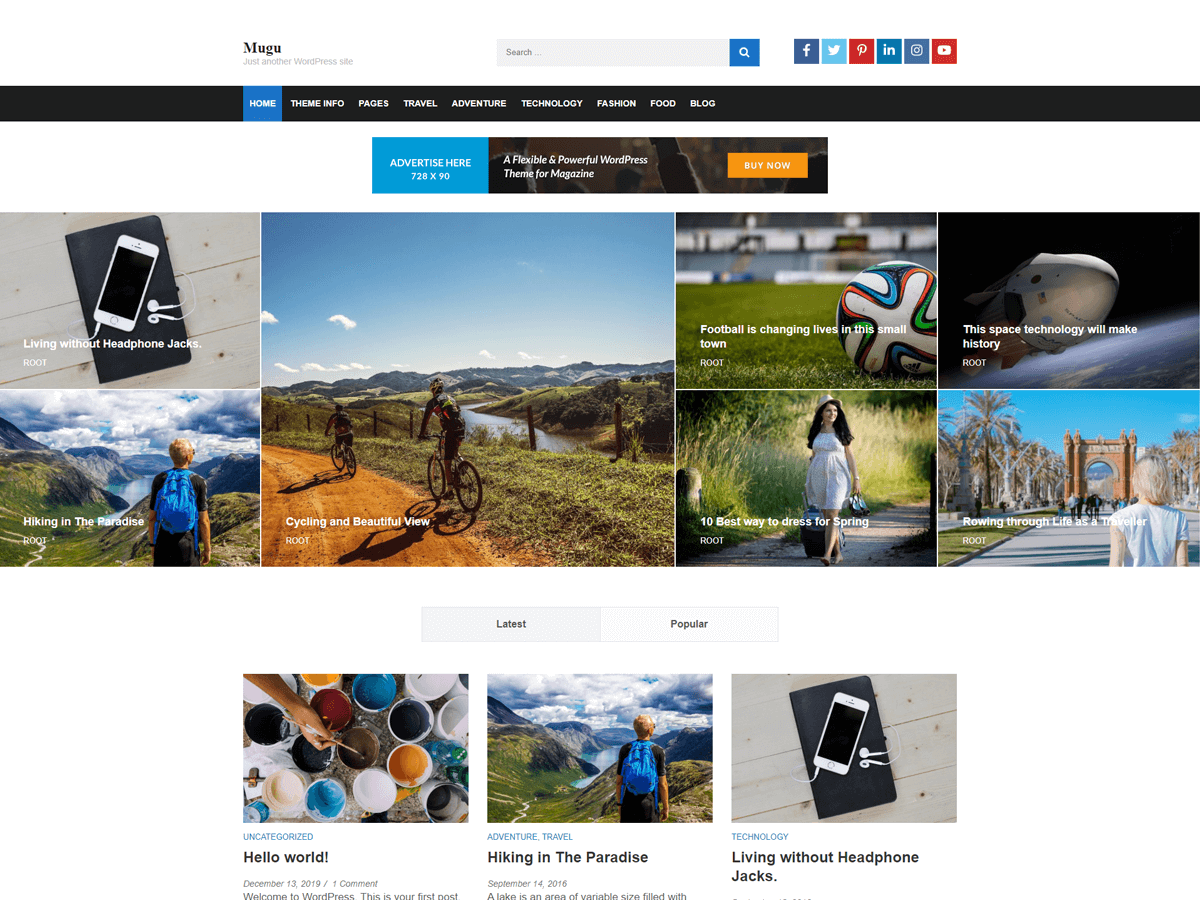 Mugu
Just another WordPress site
Search …
HOME THEME INFO PAGES TRAVEL ADVENTURE TECHNOLOGY FASHION FOOD BLOG
ADVERTISE HERE
728 X 90
A Flexible & Powerful WordPress
Theme for Magazine
BUY NOW
Living without Headphone Jacks.
ROOT
Football is changing lives in this small
town
ROOT
This space technology will make
history
ROOT
Hiking in The Paradise
ROOT
Cycling and Beautiful View
ROOT
10 Best way to dress for Spring
ROOT
Rowing through Life as a Traveller
ROOT
Latest
Popular
UNCATEGORIZED
Hello world!
December 13, 2019 / 1 Comment
Welcome to WordPress. This is your first post.
ADVENTURE, TRAVEL
Hiking in The Paradise
September 14, 2016
A lake is an area of variable size filled with
TECHNOLOGY
Living without Headphone
Jacks.